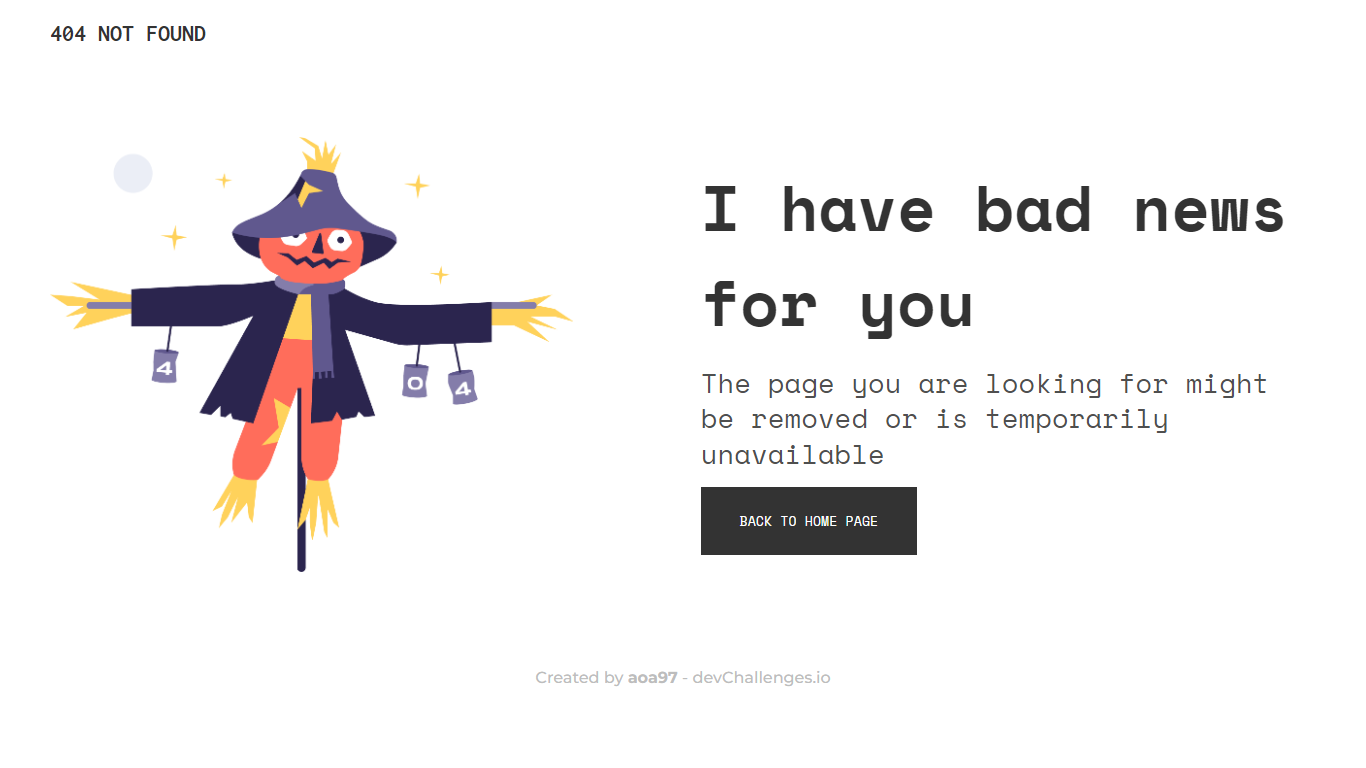 404 NOT FOUND
I have bad news
for you
The page you are looking for might
be removed or is temporarily
unavailable
BACK TO HOME PAGE
4
0
4
Created by aoa97 - devChallenges.io